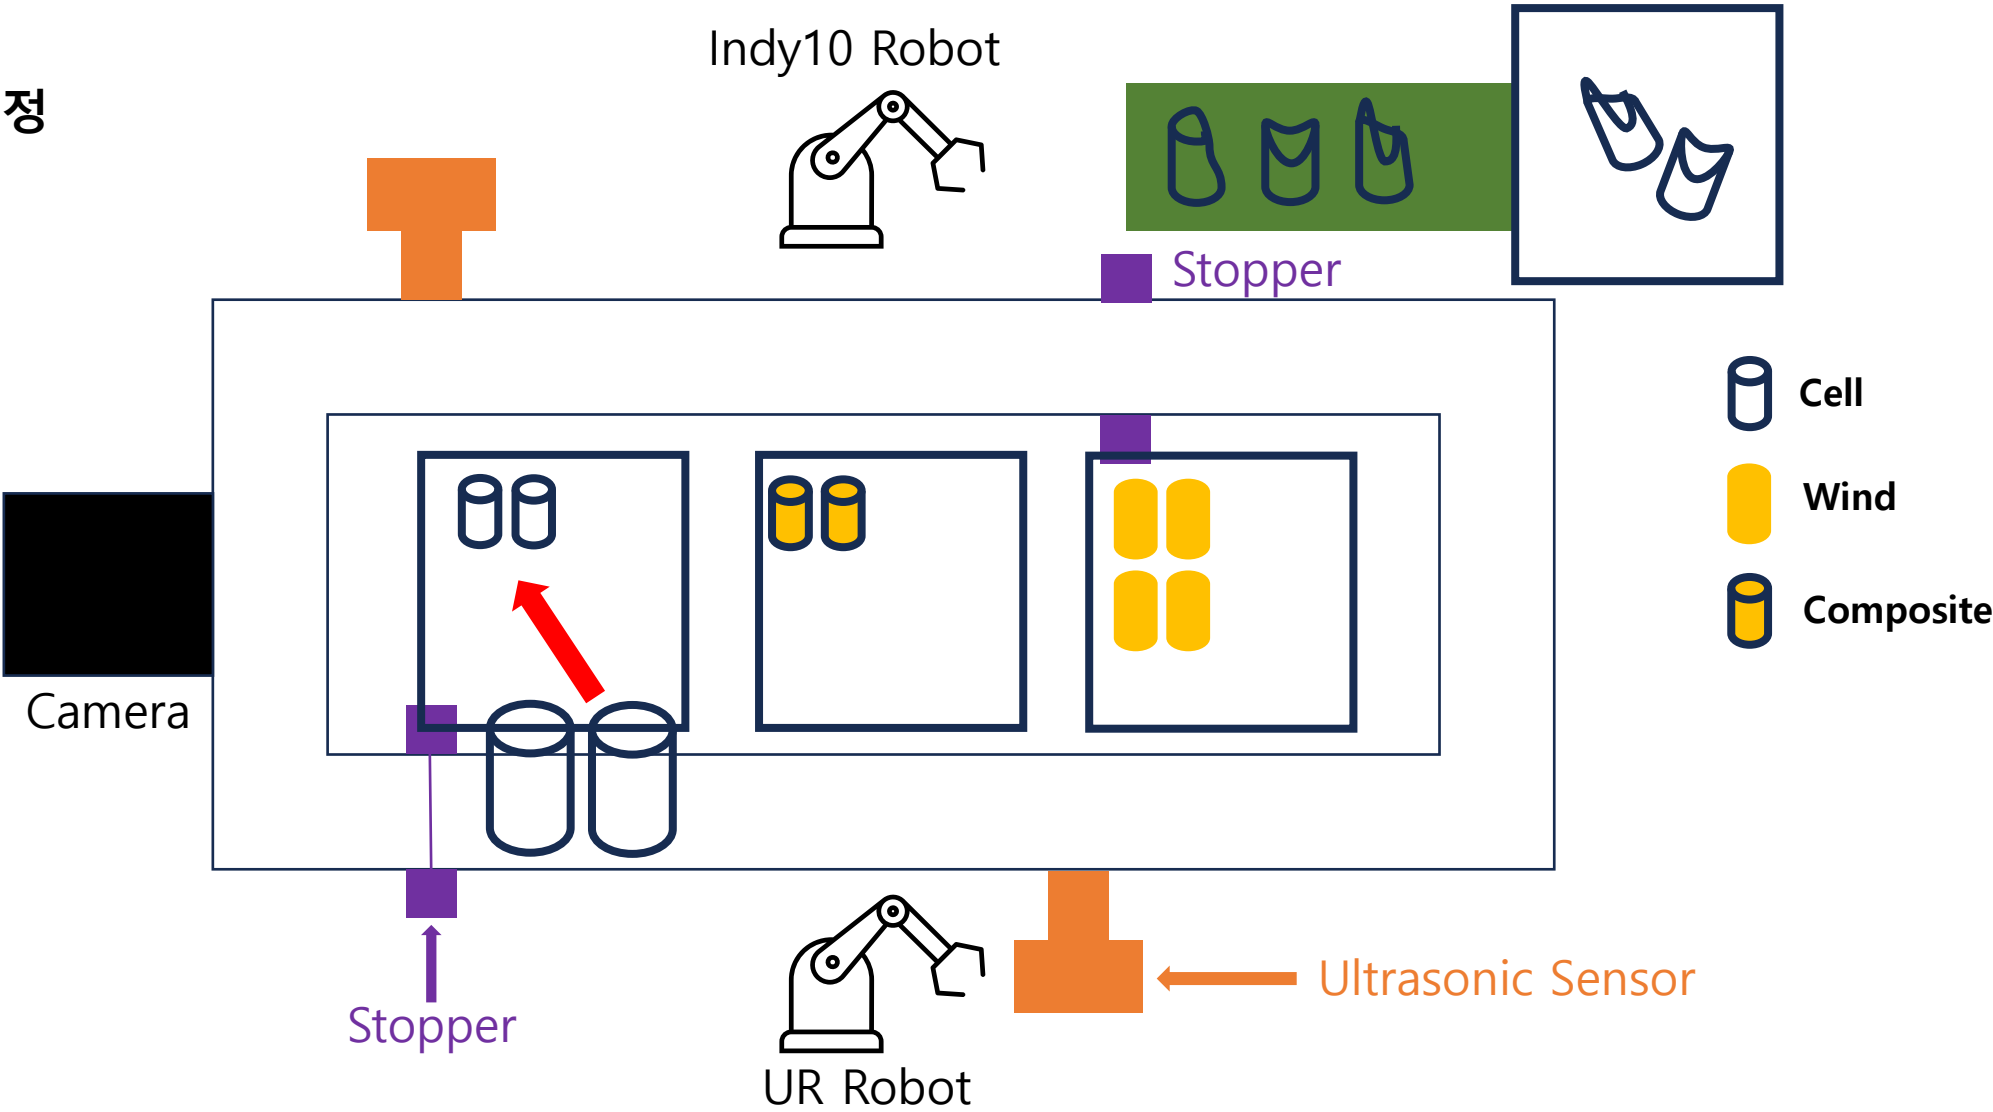 Indy10 Robot
정
Stopper
Cell
Wind
Composite
Camera
Ultrasonic Sensor
Stopper
UR Robot